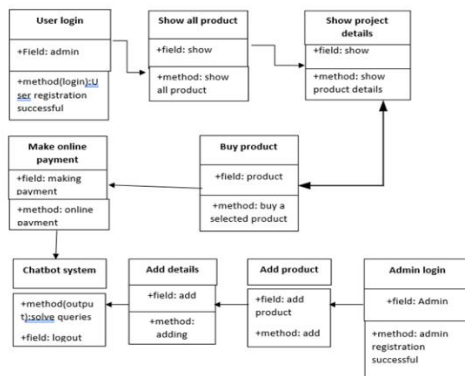 User login
+Field: admin
+method(login):U
ser registration
successful
Show all product
+field: show
+method: show
all product
Show project
details
+field: show
+method: show
product details
Make online
payment
+field: making
payment
+method: online
payment
Buy product
+field: product
+method: buy a
selected product
Chatbot system
+method(outpu
t):solve queries
+field: logout
Add details
+field: add
+method:
adding
Add product
+field: add
product
+method: add
Admin login
+field: Admin
+method: admin
registration
successful